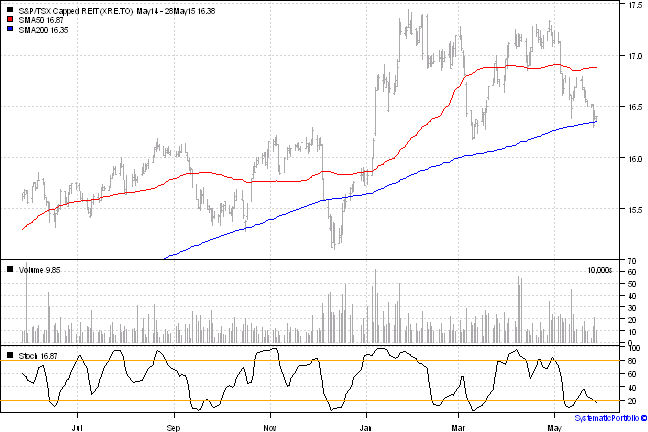 S&P/TSX Capped REIT (XRE.TO) May14 - 28May15 16.38
SMA50 16.87
SMA200 16.35
17.5
17.0
16.5
16.0
15.5
70
Volume 9.85
10,000s
60
50
40
30
20
10
0
100
Stoch 16.87
80
60
40
20
Jul Sep Nov Jan Mar May
SystematicPortfolio ©